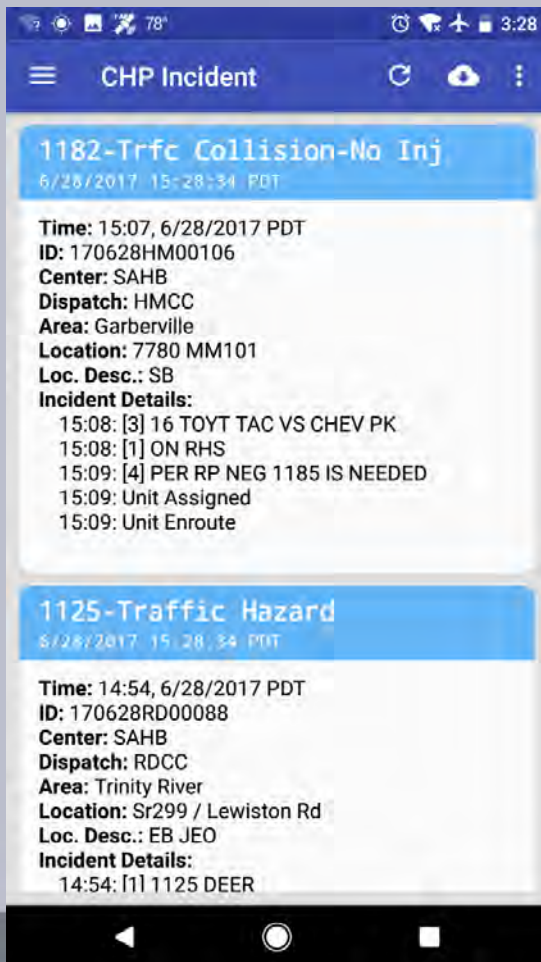 78° 3:28
CHP Incident
1182-Trfc Collision-No Inj
6/28/2017 15:28:34 PDT
Time: 15:07, 6/28/2017 PDT
ID: 170628HM00106
Center: SAHB
Dispatch: HMCC
Area: Garberville
Location: 7780 MM101
Loc. Desc.: SB
Incident Details:
15:08: [3] 16 TOYT TAC VS CHEV PK
15:08: [1] ON RHS
15:09: [4] PER RP NEG 1185 IS NEEDED
15:09: Unit Assigned
15:09: Unit Enroute
1125-Traffic Hazard
6/28/2017 15:28:34 PDT
Time: 14:54, 6/28/2017 PDT
ID: 170628RD00088
Center: SAHB
Dispatch: RDCC
Area: Trinity River
Location: Sr299 / Lewiston Rd
Loc. Desc.: EB JEO
Incident Details:
14:54: [1] 1125 DEER